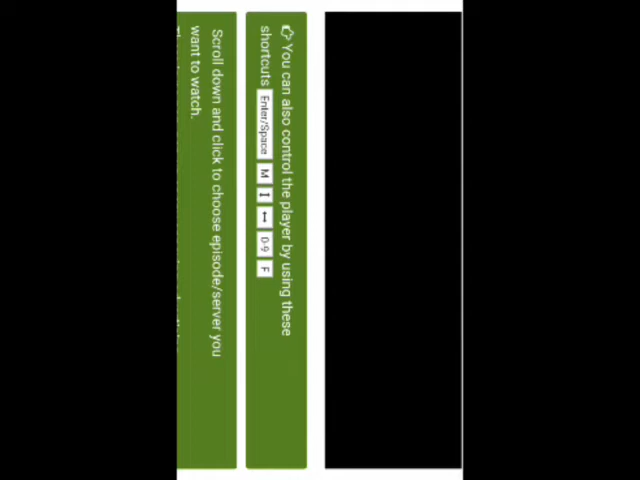 👉 You can also control the player by using these
shortcuts Enter/Space M I ↔ 0-9 F
Scroll down and click to choose episode/server you
want to watch.